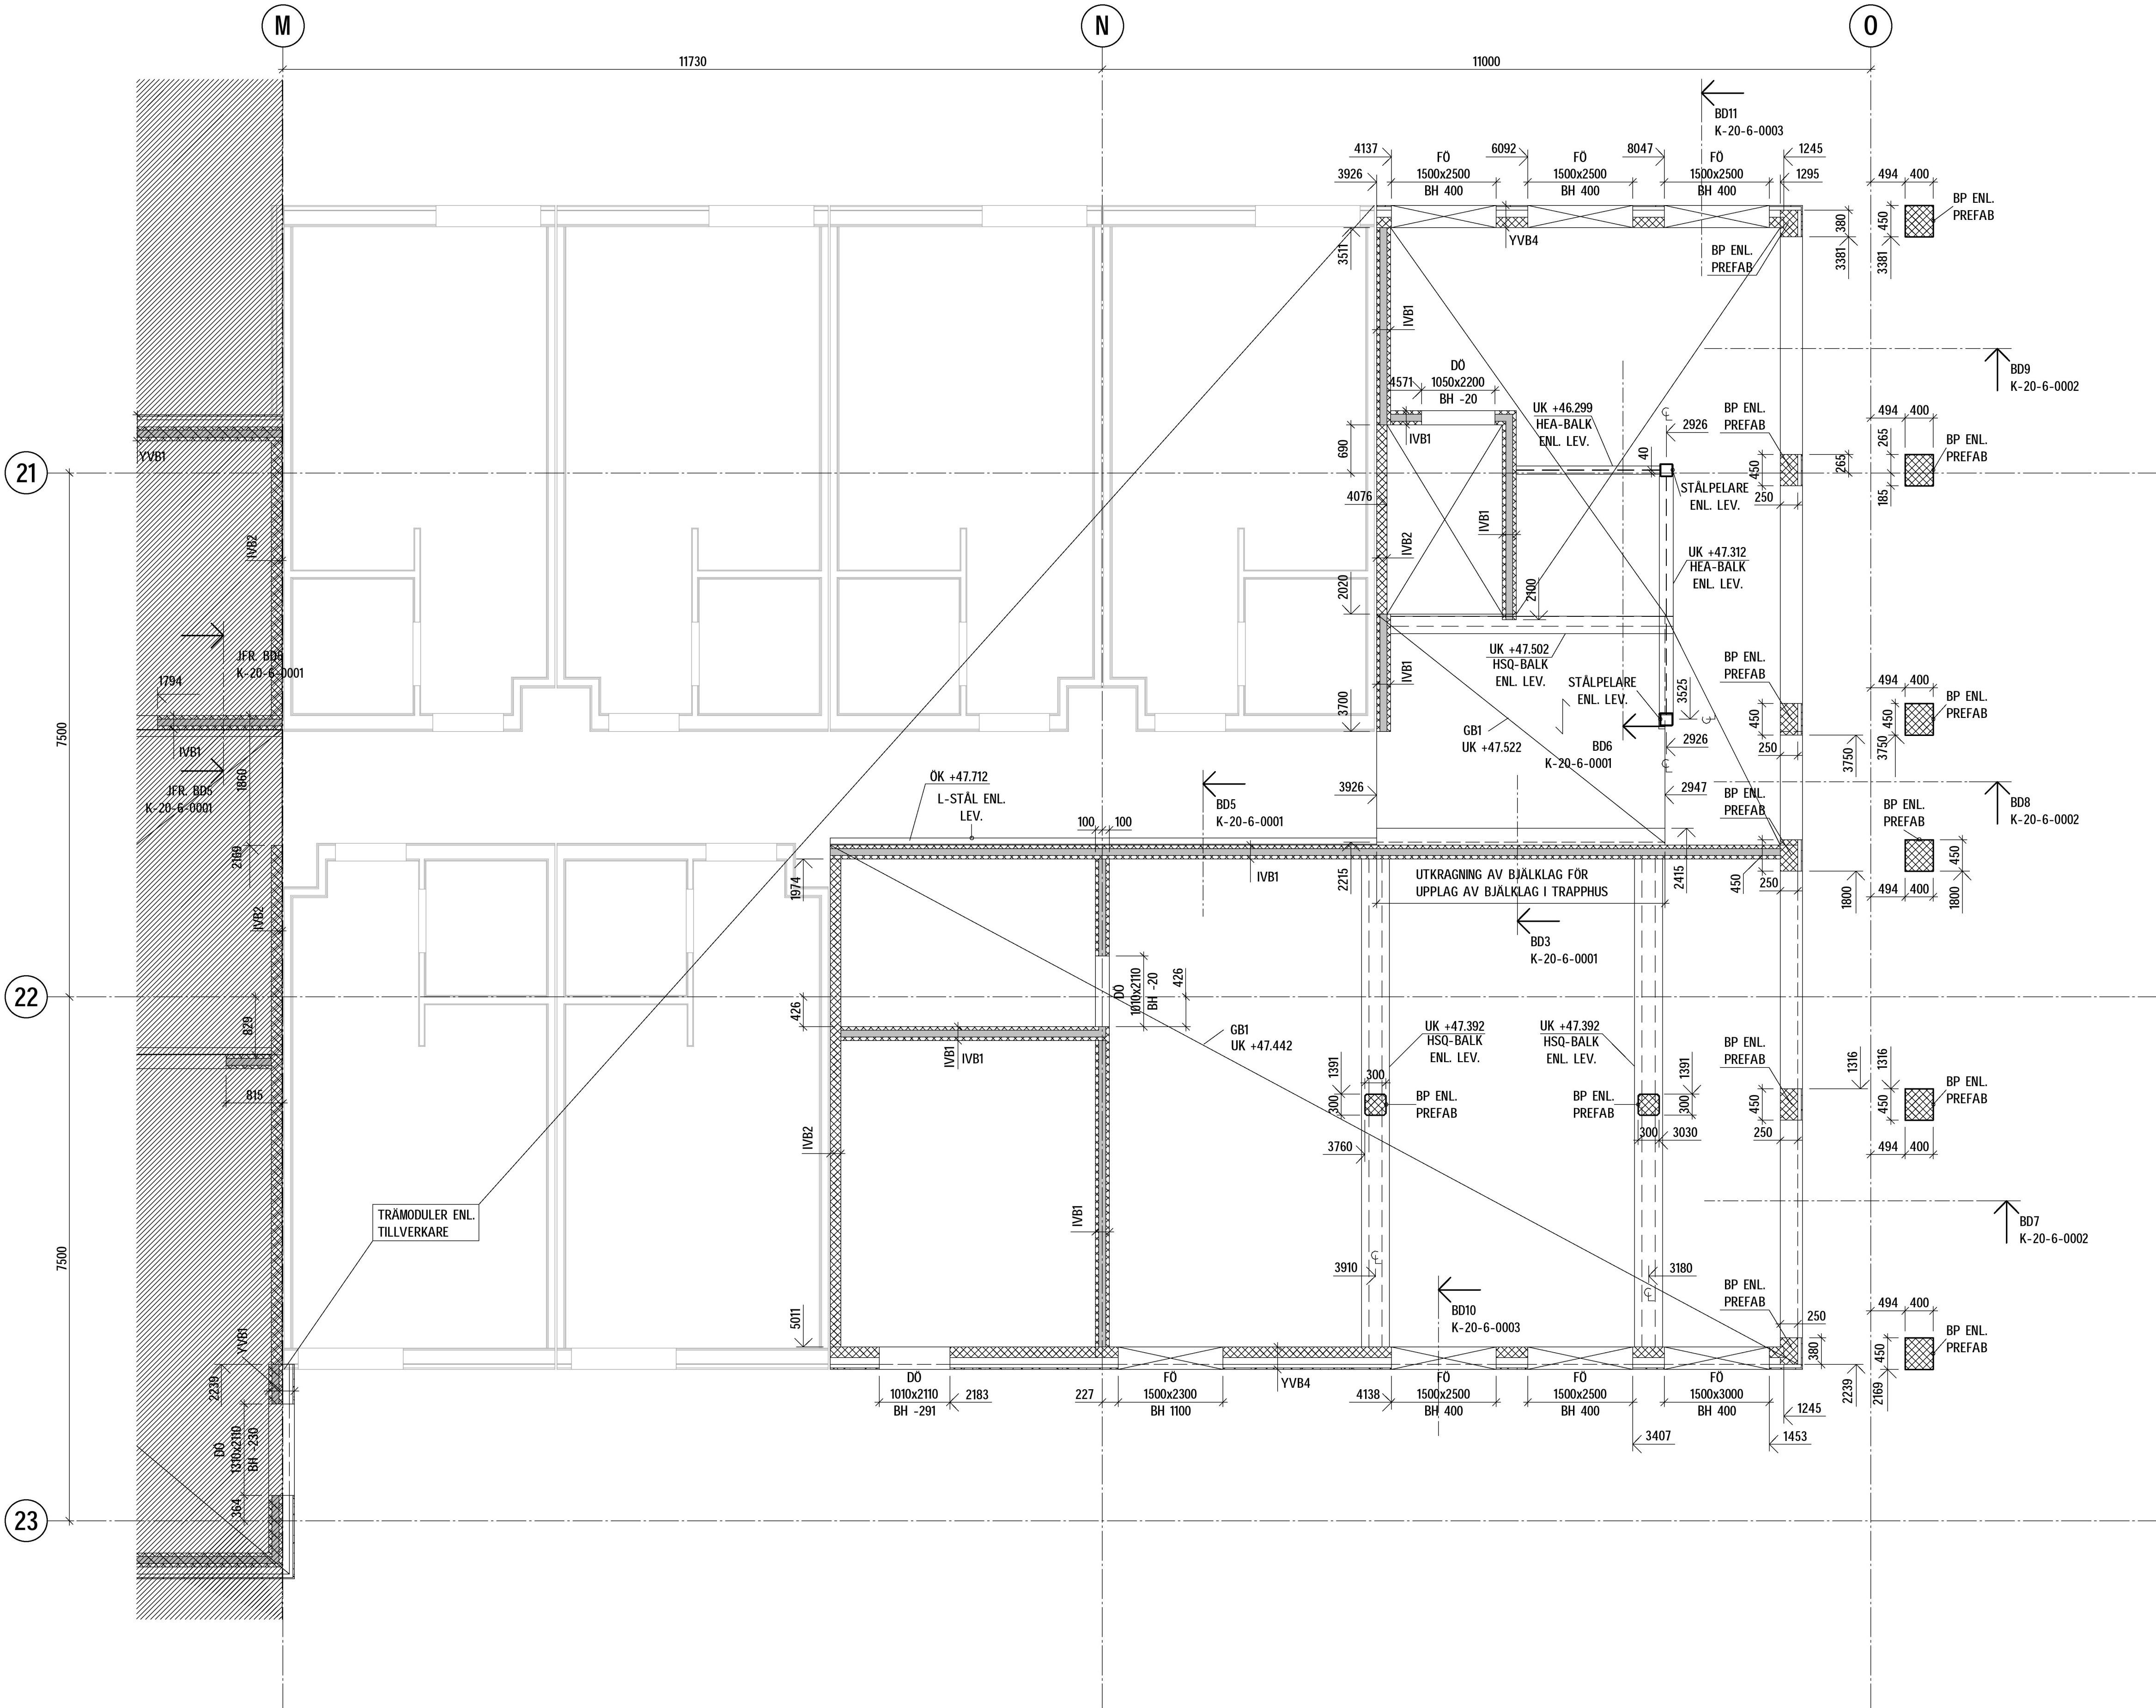 M
N
O
11730
11000
BD11
K-20-6-0003
4137
FÖ
6092
FÖ
8047
FÖ
1245
3926
1500x2500
BH 400
1500x2500
BH 400
1500x2500
BH 400
1295
494
400
BP ENL.
PREFAB
380
450
3381
3381
YVB4
BP ENL.
PREFAB
3511
IVB1
BD9
K-20-6-0002
DÖ
4571
1050x2200
BH -20
UK +46.299
HEA-BALK
ENL. LEV.
BP ENL.
PREFAB
2926
494
400
265
BP ENL.
PREFAB
YVB1
IVB1
690
40
450
265
21
STÅLPELARE
ENL. LEV.
250
185
4076
IVB1
IVB2
IVB2
UK +47.312
HEA-BALK
ENL. LEV.
2020
2100
JFR. BD6
K-20-6-0001
1794
UK +47.502
HSQ-BALK
ENL. LEV.
IVB1
BP ENL.
PREFAB
STÅLPELARE
ENL. LEV.
3525
494
400
BP ENL.
PREFAB
3700
450
450
7500
IVB1
GB1
UK +47.522
BD6
K-20-6-0001
2926
250
3750
3750
1860
JFR. BD5
K-20-6-0001
ÖK +47.712
L-STÅL ENL.
LEV.
3926
2947
BP ENL.
PREFAB
BD5
K-20-6-0001
BP ENL.
PREFAB
BD8
K-20-6-0002
100
100
2169
1974
IVB1
2215
UTKRAGNING AV BJÄLKLAG FÖR
UPPLAG AV BJÄLKLAG I TRAPPHUS
2415
450
250
1800
494
400
450
1800
IVB2
BD3
K-20-6-0001
22
829
426
DÖ
1010x2110
BH -20
426
GB1
UK +47.442
IVB1
IVB1
UK +47.392
HSQ-BALK
ENL. LEV.
UK +47.392
HSQ-BALK
ENL. LEV.
BP ENL.
PREFAB
1391
300
300
1391
1316
1316
BP ENL.
PREFAB
815
300
BP ENL.
PREFAB
BP ENL.
PREFAB
300
450
450
IVB2
300
3030
250
3760
494
400
TRÄMODULER ENL.
TILLVERKARE
IVB1
BD7
K-20-6-0002
7500
3910
3180
BP ENL.
PREFAB
BD10
K-20-6-0003
5011
250
494
400
BP ENL.
PREFAB
YVB1
380
450
2239
DÖ
1010x2110
BH -291
2183
227
FÖ
1500x2300
BH 1100
YVB4
4138
FÖ
1500x2500
BH 400
FÖ
1500x2500
BH 400
FÖ
1500x3000
BH 400
1245
2239
2169
3407
1453
DÖ
1310x2110
BH -230
364
23